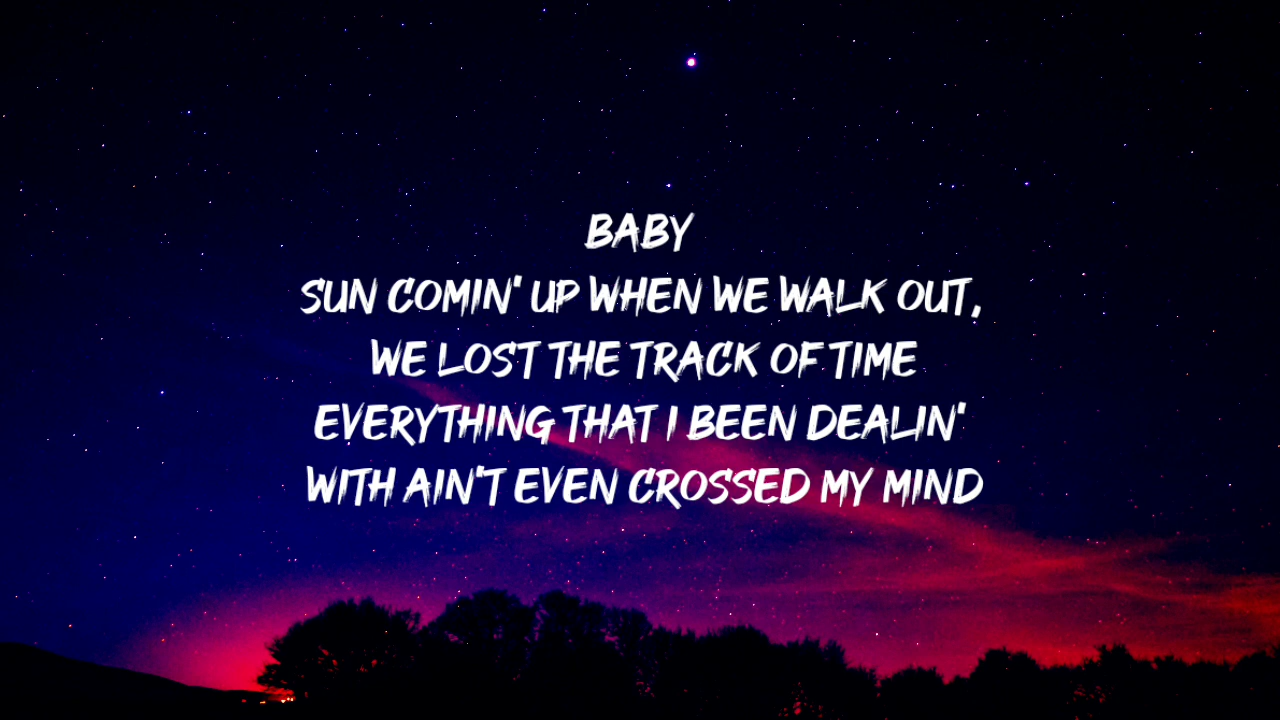 BABY
SUN COMIN' UP WHEN WE WALK OUT,
WE LOST THE TRACK OF TIME
EVERYTHING THAT I BEEN DEALIN'
WITH AIN'T EVEN CROSSED MY MIND